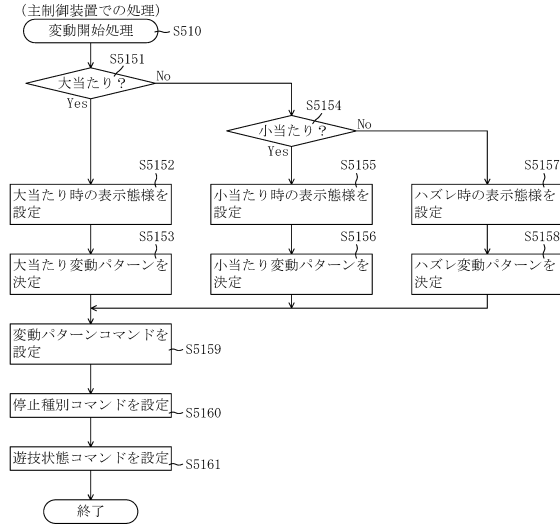 (主制御装置での処理)
変動開始処理
S510
S5151
大当たり？
No
Yes
S5154
小当たり？
No
Yes
S5152
大当たり時の表示態様を
設定
S5155
小当たり時の表示態様を
設定
S5157
ハズレ時の表示態様を
設定
S5153
大当たり変動パターンを
決定
S5156
小当たり変動パターンを
決定
S5158
ハズレ変動パターンを
決定
変動パターンコマンドを
設定
S5159
停止種別コマンドを設定
S5160
遊技状態コマンドを設定
S5161
終了